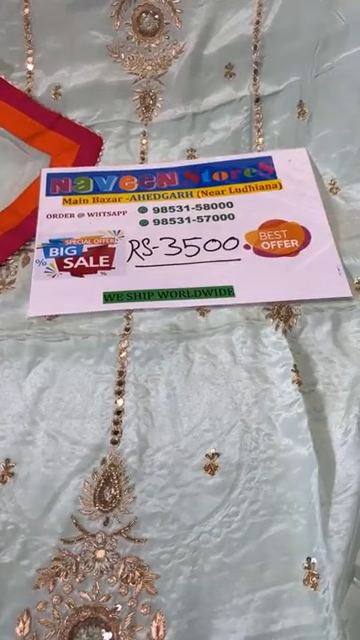 NaveeN StoreS
Main Bazar -AHEDGARH (Near Ludhiana)
ORDER @ WHTSAPP
98531-58000
98531-57000
SPECIAL OFFER
BIG
% SALE
RS-3500
BEST
OFFER
WE SHIP WORLDWIDE